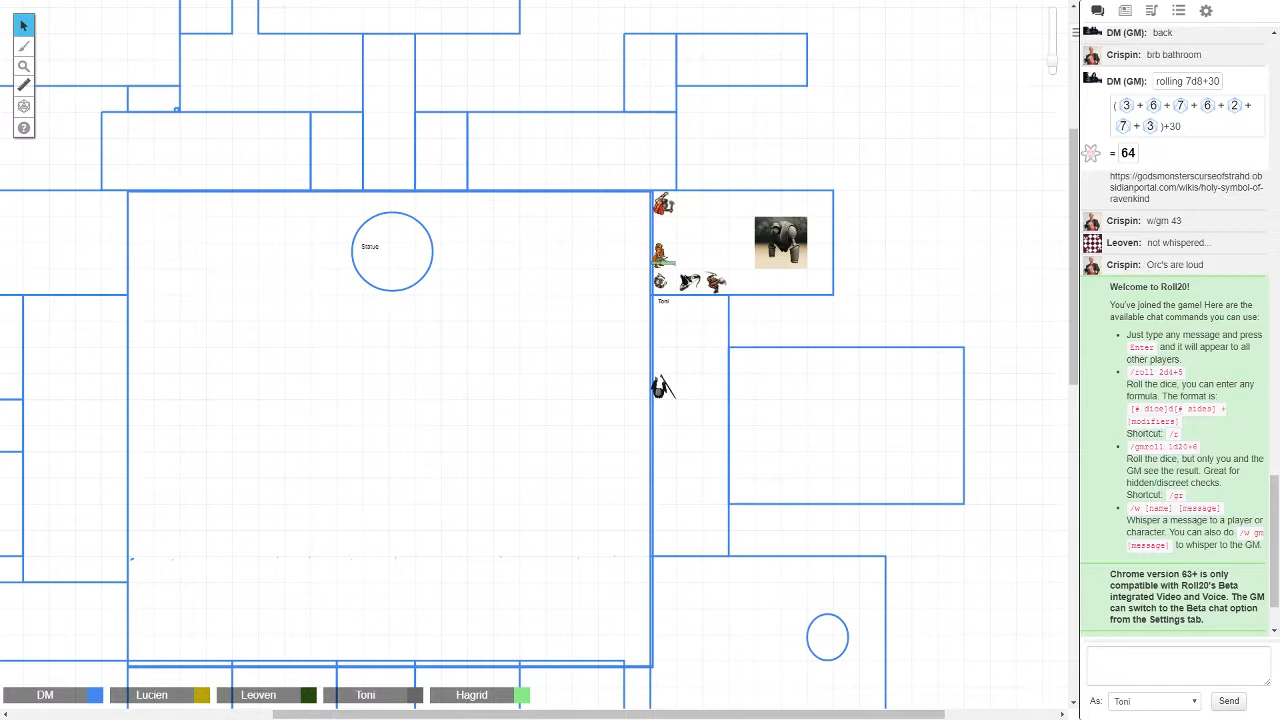 DM (GM): back
Crispin: brb bathroom
DM (GM): rolling 7d8+30
( 3 + 6 + 7 + 6 + 2 +
7 + 3 )+30
= 64
https://godsmonsterscurseofstrahd.ob
sidianportal.com/wikis/holy-symbol-of-
ravenkind
Crispin: w/gm 43
Leoven: not whispered...
Crispin: Orc's are loud
Welcome to Roll20!
You've joined the game! Here are the
available chat commands you can use:
Just type any message and press
Enter and it will appear to all
other players.
/roll 2d4+5
Roll the dice, you can enter any
formula. The format is:
[# dice]d[# sides] +
[modifiers]
Shortcut: /r
/gmroll 1d20+6
Roll the dice, but only you and the
GM see the result. Great for
hidden/discreet checks.
Shortcut: /gr
/w [name] [message]
Whisper a message to a player or
character. You can also do /w gm
[message] to whisper to the GM.
Chrome version 63+ is only
compatible with Roll20's Beta
integrated Video and Voice. The GM
can switch to the Beta chat option
from the Settings tab.
As: Toni Send
Statue
Toni
DM Lucien Leoven Toni Hagrid